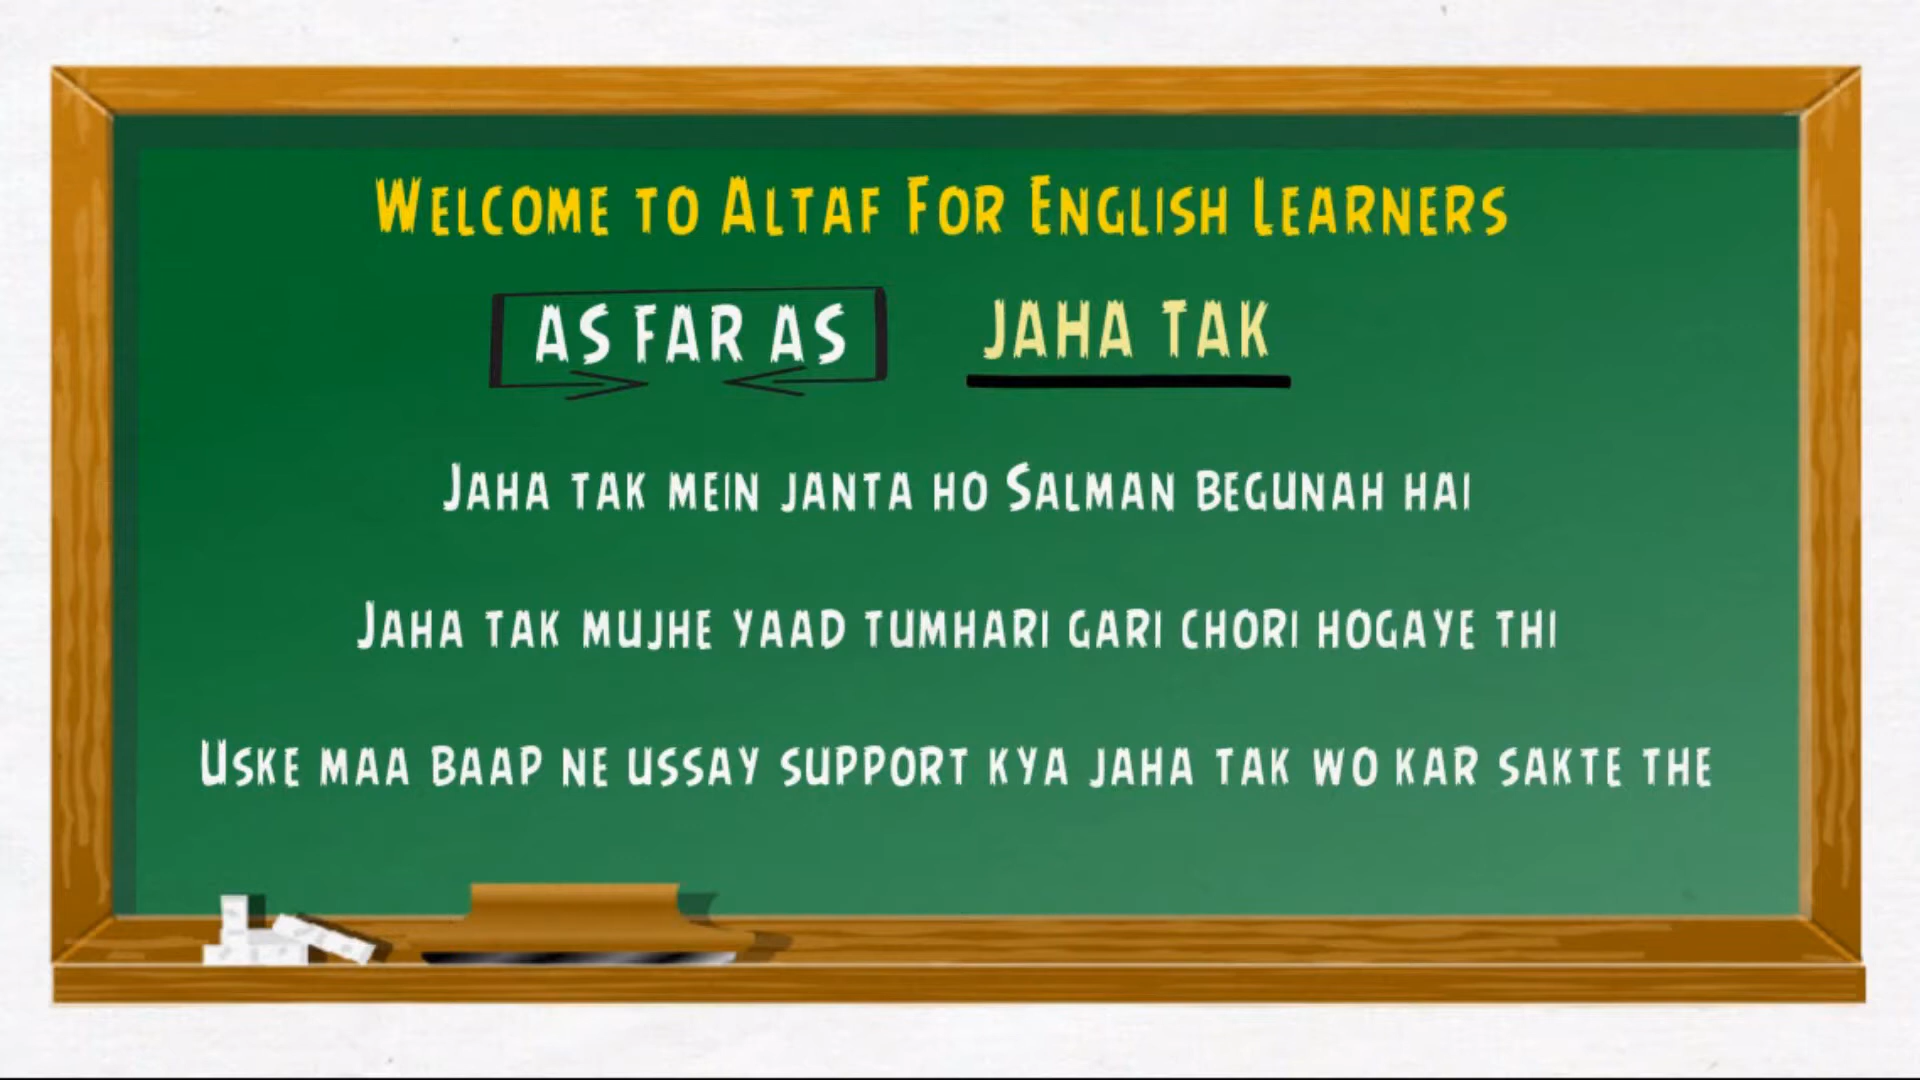 Welcome to Altaf For English Learners
AS FAR AS JAHA TAK
Jaha tak mein janta ho Salman begunah hai
Jaha tak mujhe yaad tumhari gari chori hogaye thi
Uske maa baap ne ussay support kya jaha tak wo kar sakte the